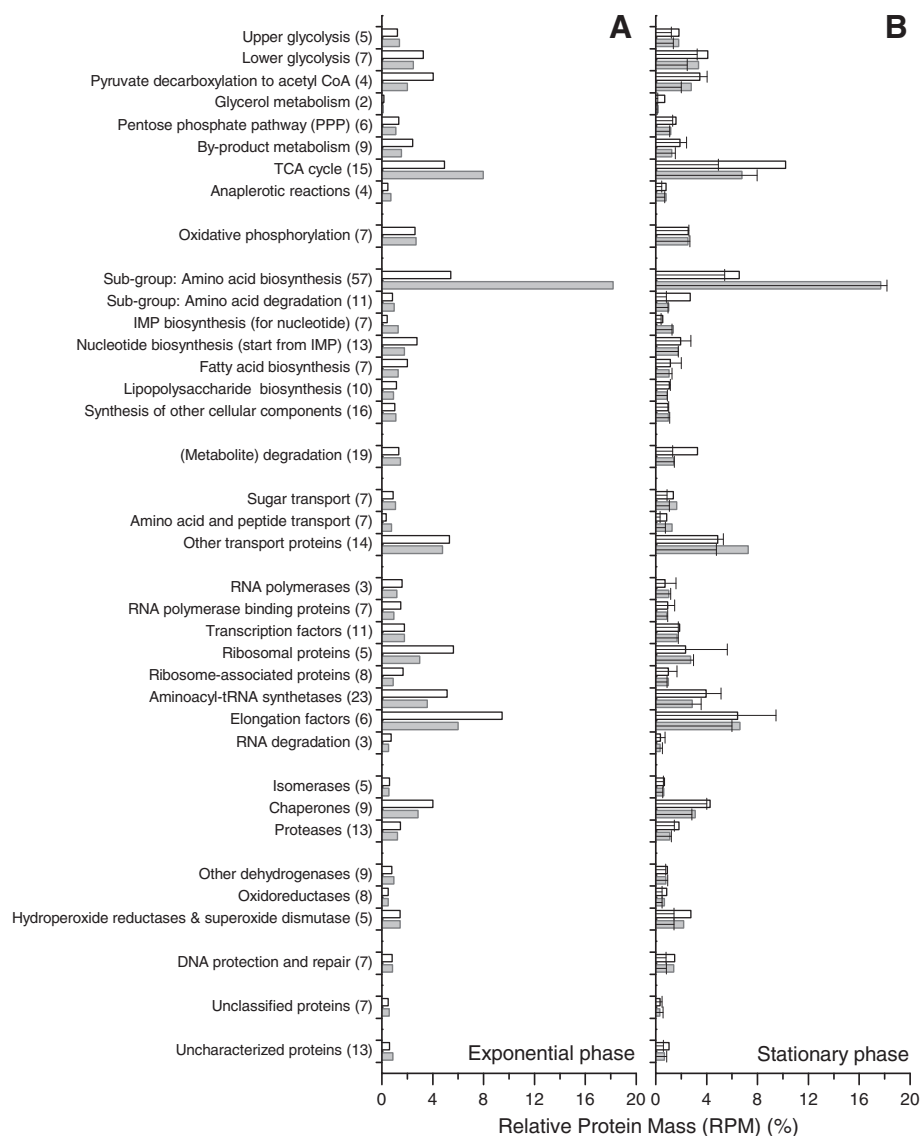 A
B
Upper glycolysis (5)
Lower glycolysis (7)
Pyruvate decarboxylation to acetyl CoA (4)
Glycerol metabolism (2)
Pentose phosphate pathway (PPP) (6)
By-product metabolism (9)
TCA cycle (15)
Anaplerotic reactions (4)
Oxidative phosphorylation (7)
Sub-group: Amino acid biosynthesis (57)
Sub-group: Amino acid degradation (11)
IMP biosynthesis (for nucleotide) (7)
Nucleotide biosynthesis (start from IMP) (13)
Fatty acid biosynthesis (7)
Lipopolysaccharide biosynthesis (10)
Synthesis of other cellular components (16)
(Metabolite) degradation (19)
Sugar transport (7)
Amino acid and peptide transport (7)
Other transport proteins (14)
RNA polymerases (3)
RNA polymerase binding proteins (7)
Transcription factors (11)
Ribosomal proteins (5)
Ribosome-associated proteins (8)
Aminoacyl-tRNA synthetases (23)
Elongation factors (6)
RNA degradation (3)
Isomerases (5)
Chaperones (9)
Proteases (13)
Other dehydrogenases (9)
Oxidoreductases (8)
Hydroperoxide reductases & superoxide dismutase (5)
DNA protection and repair (7)
Unclassified proteins (7)
Uncharacterized proteins (13)
Exponential phase
Stationary phase
0 4 8 12 16 20
0 4 8 12 16 20
Relative Protein Mass (RPM) (%)